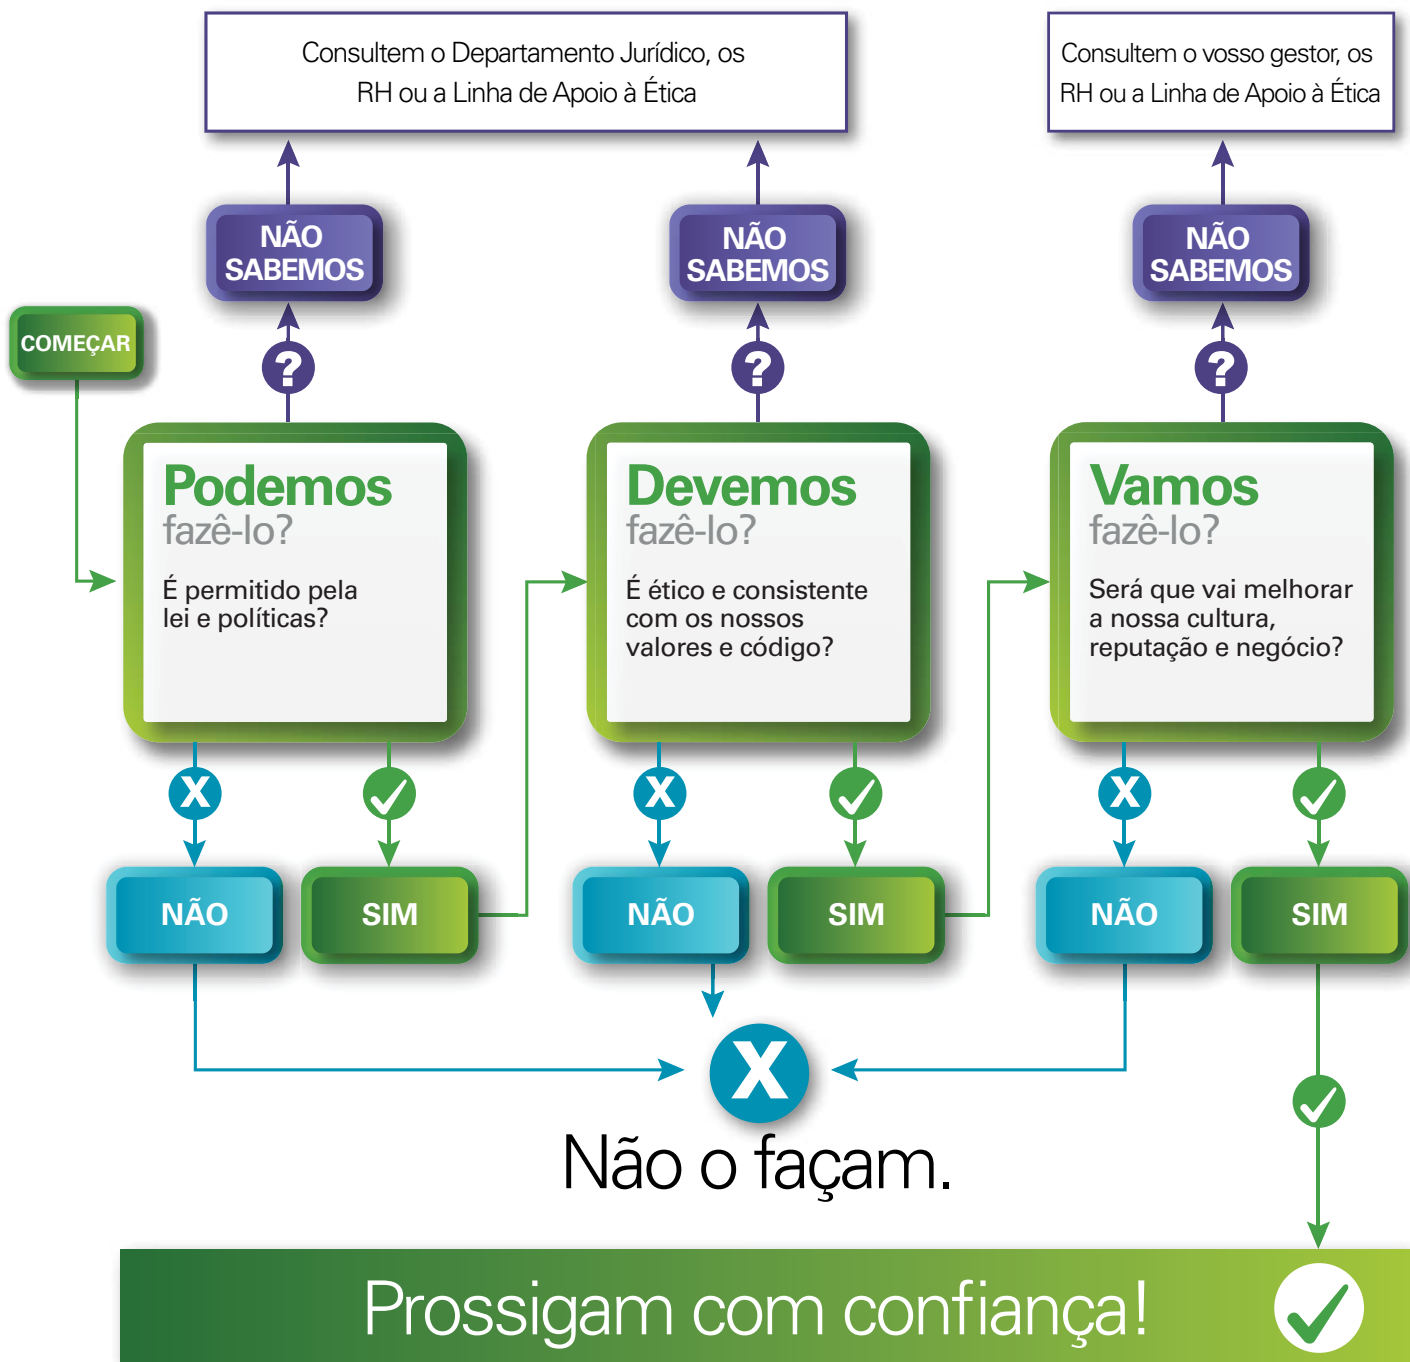 Consultem o Departamento Jurídico, os
RH ou a Linha de Apoio à Ética
Consultem o vosso gestor, os
RH ou a Linha de Apoio à Ética
NÃO
SABEMOS
NÃO
SABEMOS
NÃO
SABEMOS
COMEÇAR
?
?
?
Podemos
fazê-lo?
É permitido pela
lei e políticas?
Devemos
fazê-lo?
É ético e consistente
com os nossos
valores e código?
Vamos
fazê-lo?
Será que vai melhorar
a nossa cultura,
reputação e negócio?
X
X
X
NÃO
SIM
NÃO
SIM
NÃO
SIM
X
Não o façam.
Prossigam com confiança!